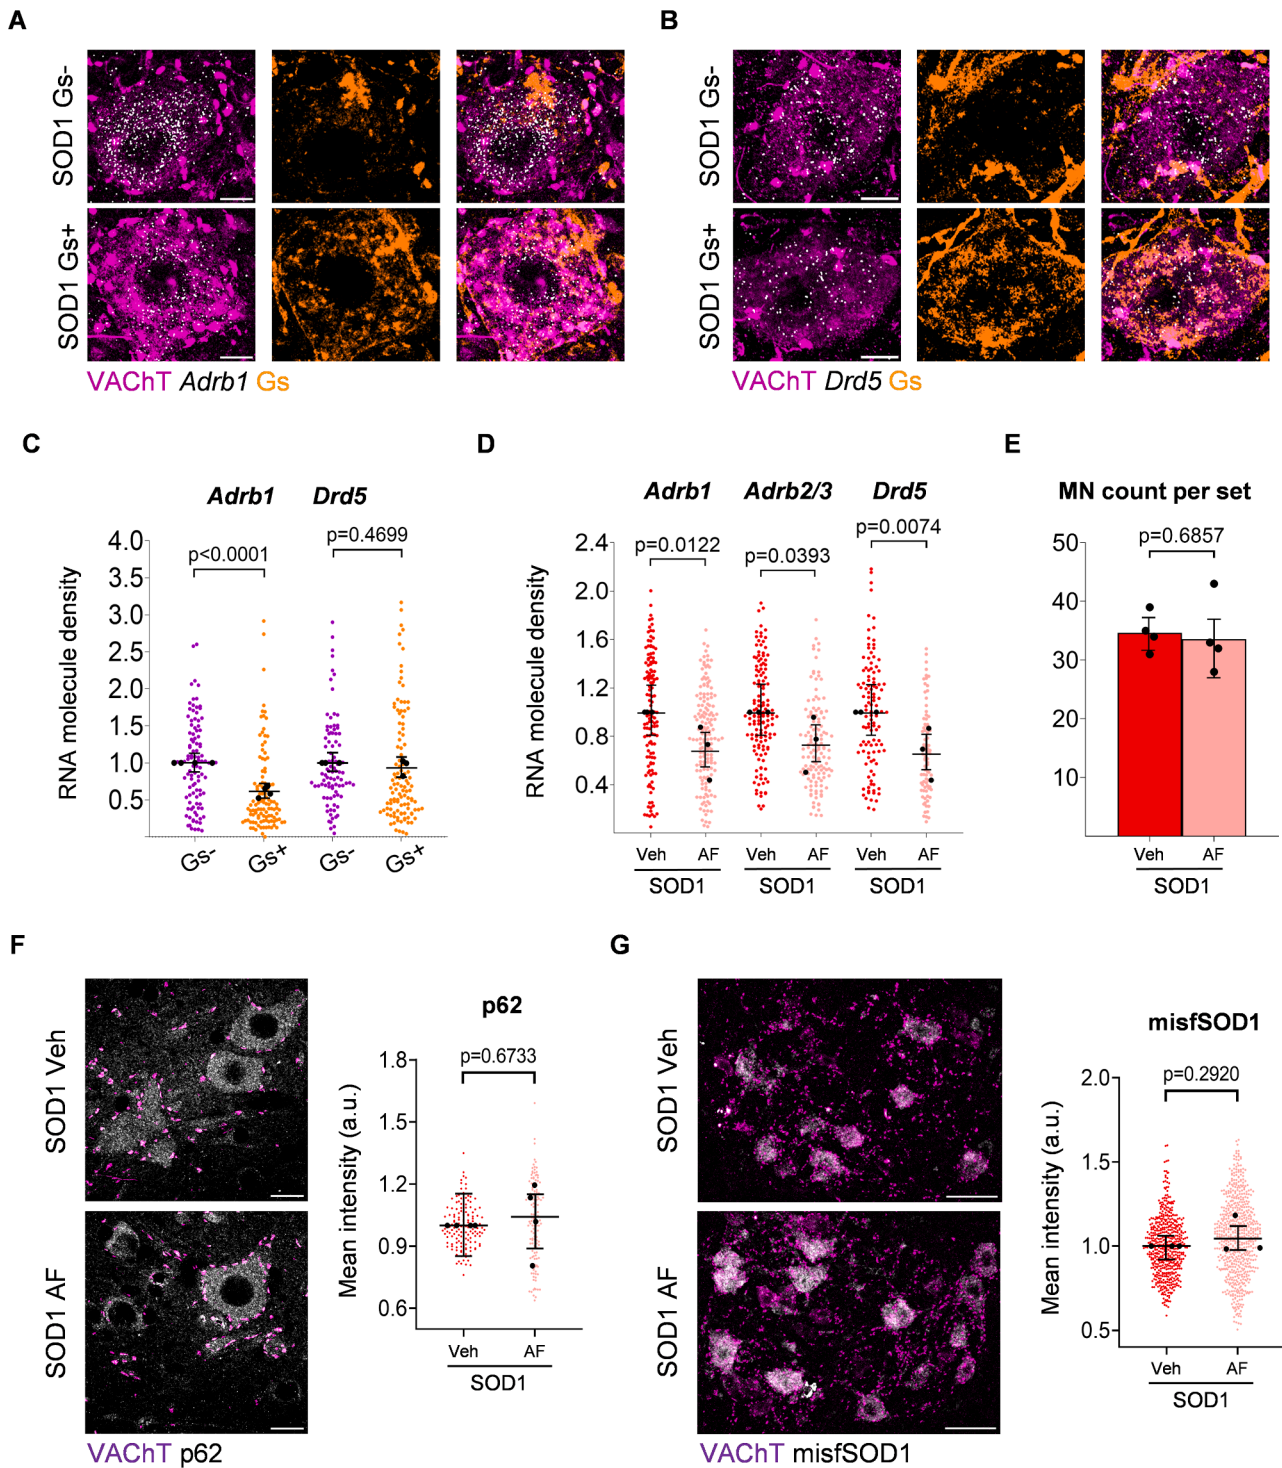 A
B
SOD1 Gs-
SOD1 Gs+
VAChT Adrb1 Gs
SOD1 Gs-
SOD1 Gs+
VAChT Drd5 Gs
C
Adrb1 Drd5
p<0.0001
p=0.4699
RNA molecule density
4.0
3.5
3.0
2.5
2.0
1.5
1.0
0.5
Gs- Gs+ Gs- Gs+
D
Adrb1 Adrb2/3 Drd5
p=0.0122
p=0.0393
p=0.0074
RNA molecule density
2.4
2.0
1.6
1.2
0.8
0.4
Veh AF Veh AF Veh AF
SOD1 SOD1 SOD1
E
MN count per set
p=0.6857
50
40
30
20
10
Veh AF
SOD1
F
SOD1 Veh
SOD1 AF
VAChT p62
p62
p=0.6733
Mean intensity (a.u.)
1.8
1.5
1.2
0.9
0.6
Veh AF
SOD1
G
SOD1 Veh
SOD1 AF
VAChT misfSOD1
misfSOD1
p=0.2920
Mean intensity (a.u.)
2.0
1.5
1.0
0.5
Veh AF
SOD1